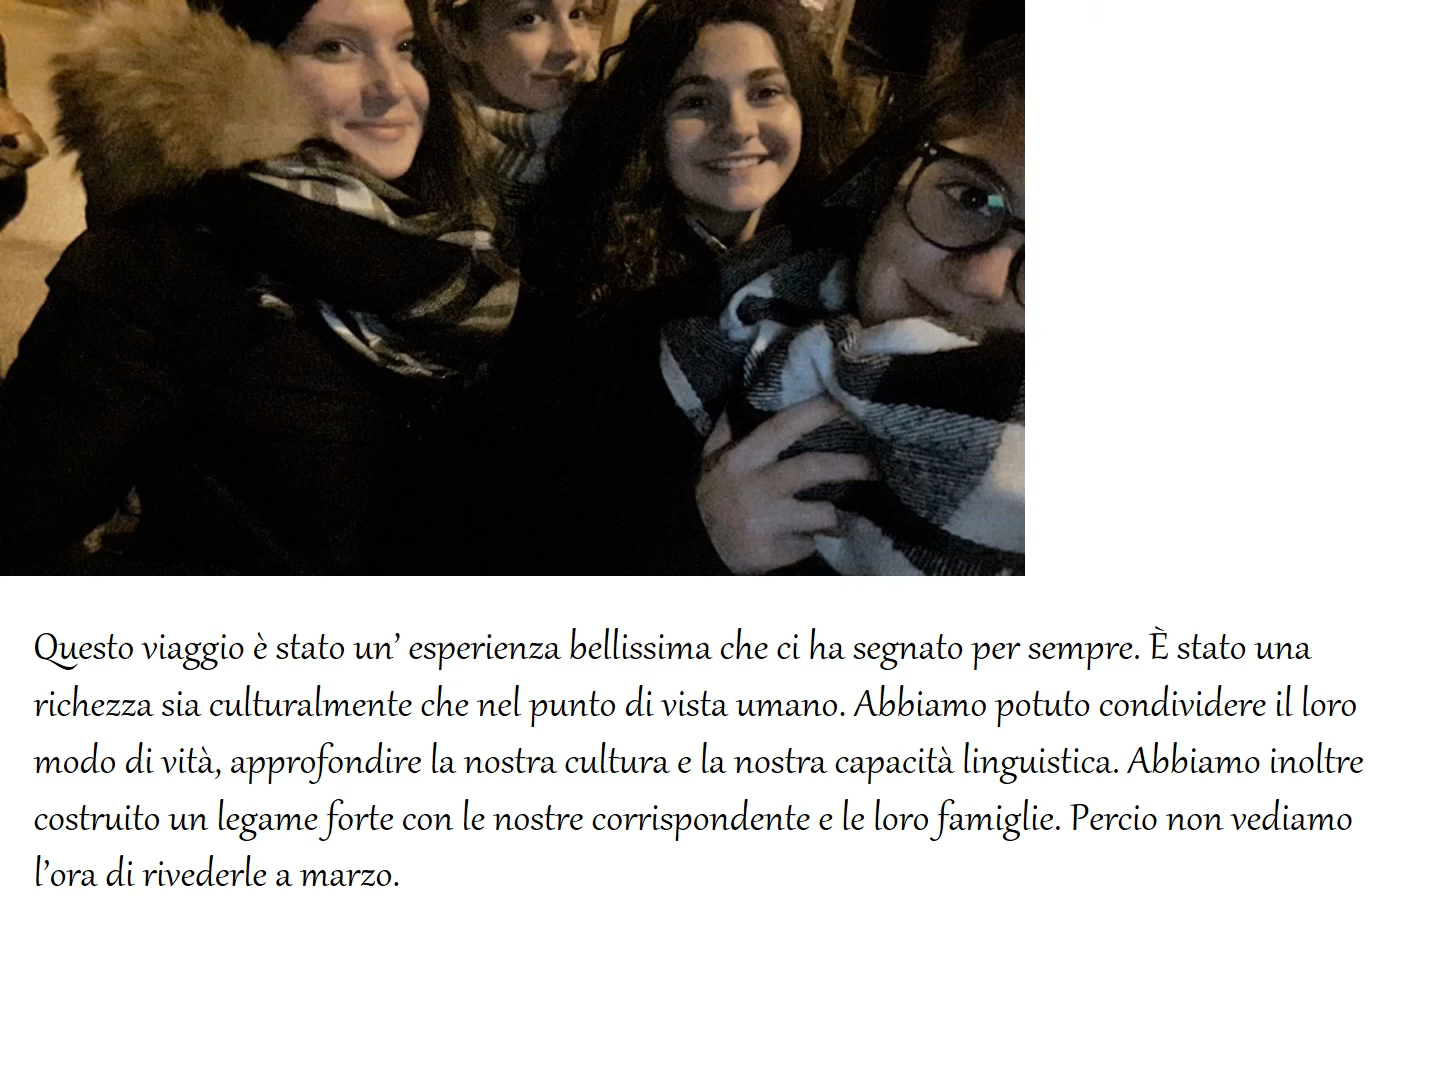 Questo viaggio è stato un’ esperienza bellissima che ci ha segnato per sempre. È stato una
richezza sia culturalmente che nel punto di vista umano. Abbiamo potuto condividere il loro
modo di vità, approfondire la nostra cultura e la nostra capacità linguistica. Abbiamo inoltre
costruito un legame forte con le nostre corrispondente e le loro famiglie. Percio non vediamo
l’ora di rivederle a marzo.